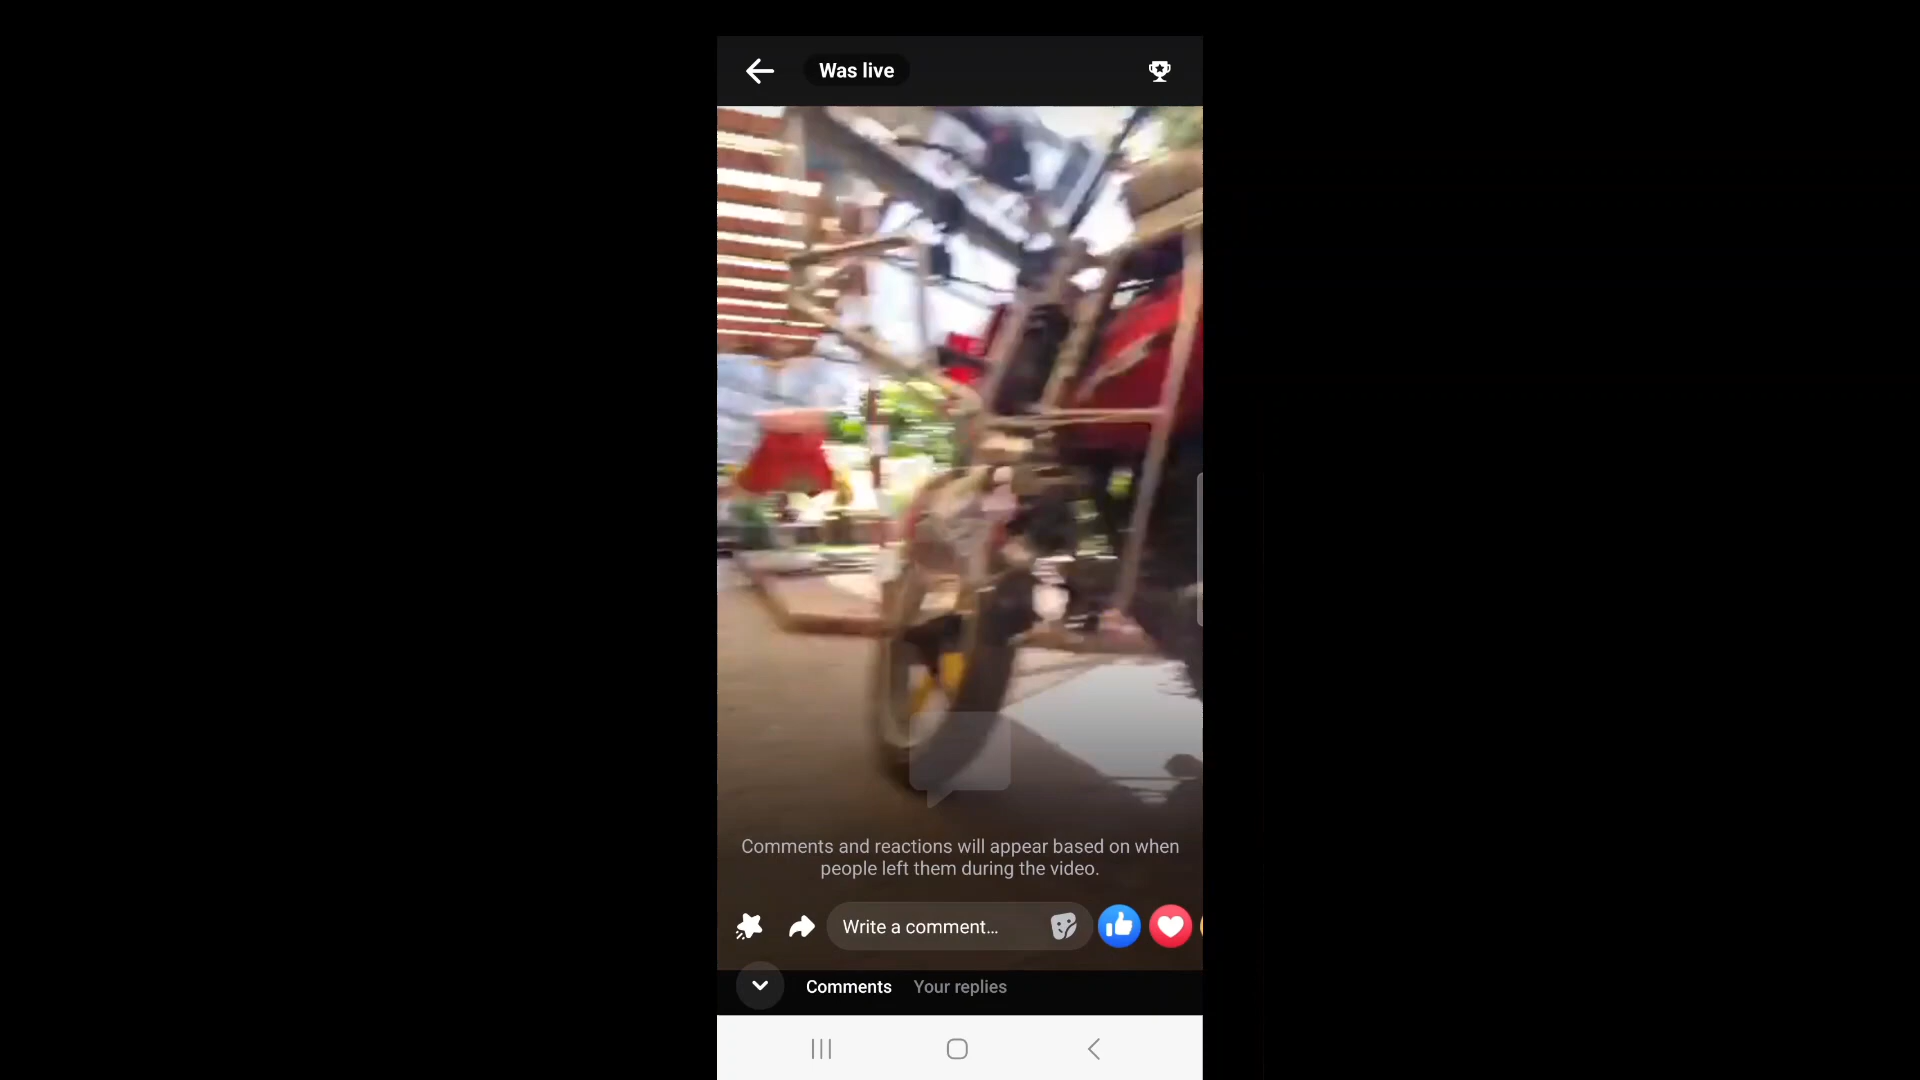 Was live
Comments and reactions will appear based on when
people left them during the video.
Write a comment...
Comments Your replies